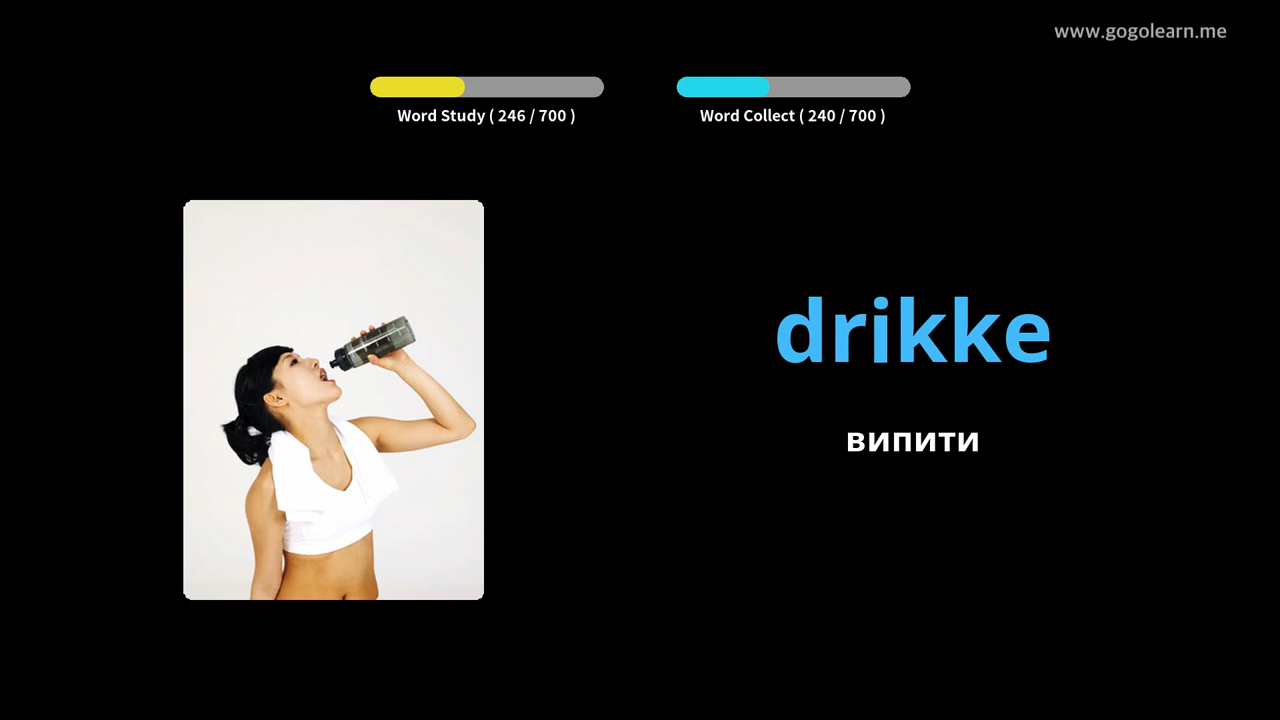 www.gogolearn.me
Word Study ( 246 / 700 )
Word Collect ( 240 / 700 )
drikke
випити